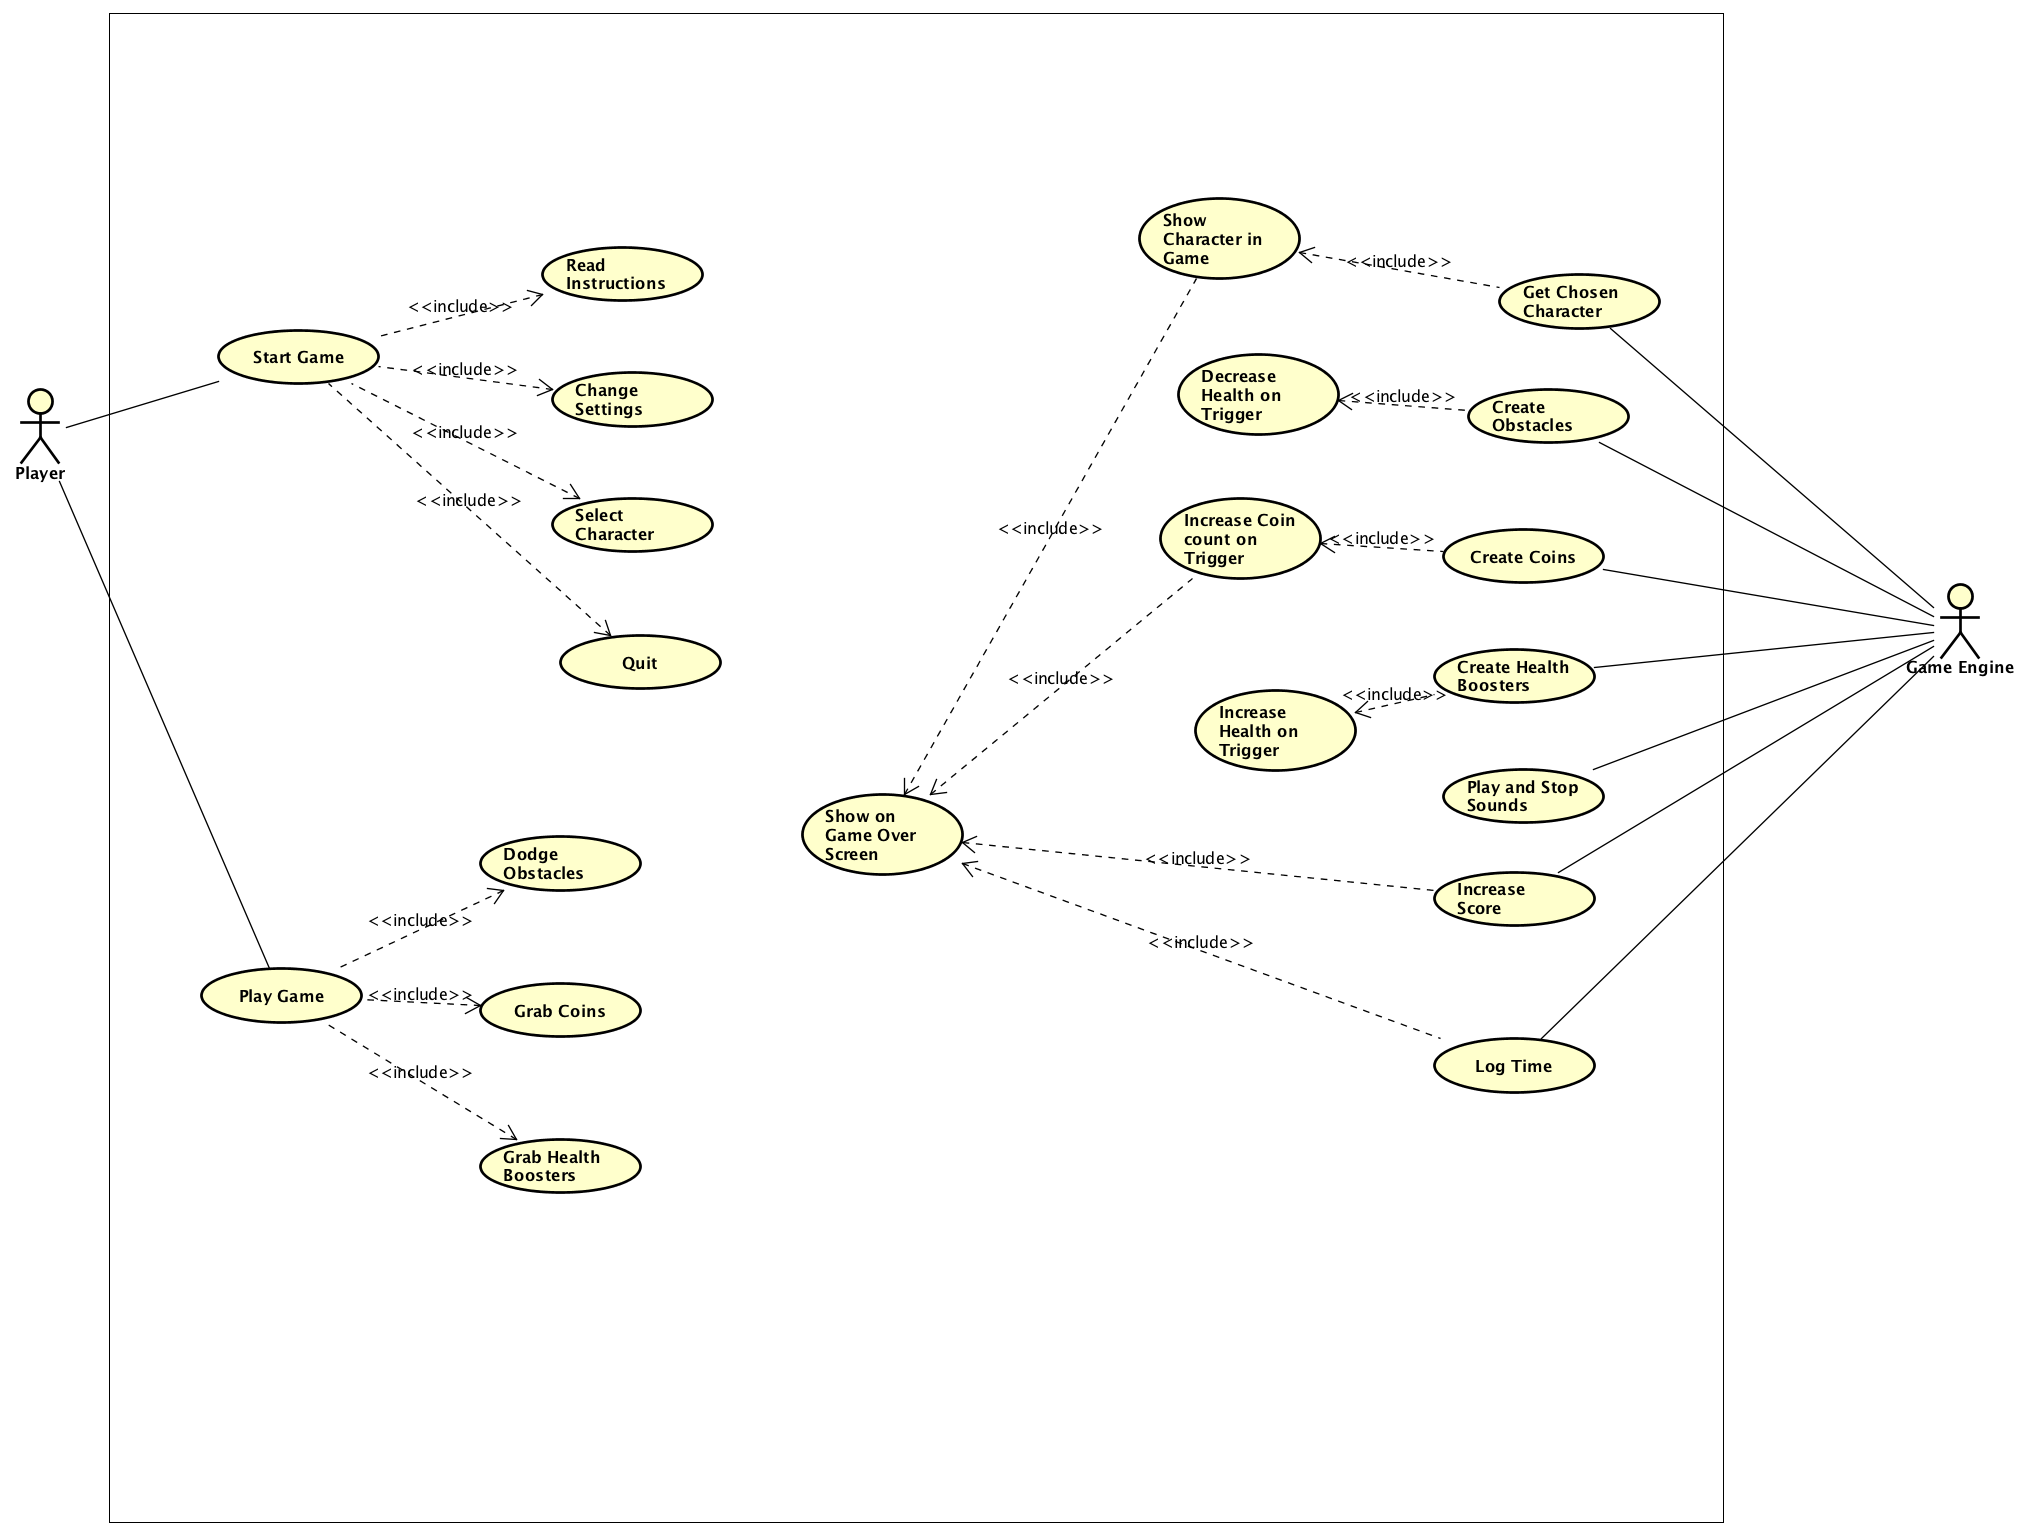 Player
Start Game
<<include>>
Read
Instructions
<<include>>
Change
Settings
<<include>>
Select
Character
<<include>>
Quit
Play Game
<<include>>
Dodge
Obstacles
<<include>>
Grab Coins
<<include>>
Grab Health
Boosters
Show
Character in
Game
<<include>>
Get Chosen
Character
Decrease
Health on
Trigger
<<include>>
Create
Obstacles
<<include>>
Increase Coin
count on
Trigger
<<include>>
Create Coins
<<include>>
Increase
Health on
Trigger
<<include>>
Create Health
Boosters
Play and Stop
Sounds
Show on
Game Over
Screen
<<include>>
Increase
Score
<<include>>
Log Time
Game Engine